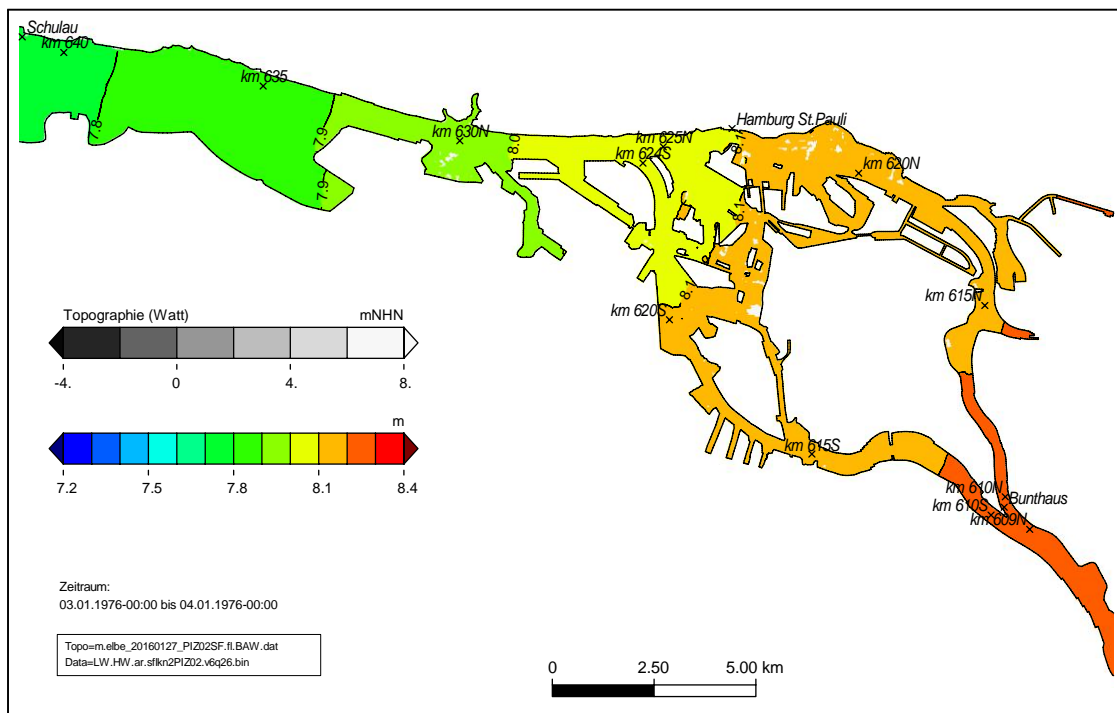 Schulau
km 640
km 635
7.8
7.9
7.9
km 630N
8.0
km 625N
km 624S
Hamburg St.Pauli
8.1
8.1
8.1
km 620N
km 620S
km 615N
km 615S
km 610N
Bunthaus
km 610S
km 609N
Topographie (Watt) mNHN
-4. 0 4. 8.
m
7.2 7.5 7.8 8.1 8.4
Zeitraum:
03.01.1976-00:00 bis 04.01.1976-00:00
Topo=m.elbe_20160127_PIZ02SF.fl.BAW.dat
Data=LW.HW.ar.sflkn2PIZ02.v6q26.bin
0 2.50 5.00 km